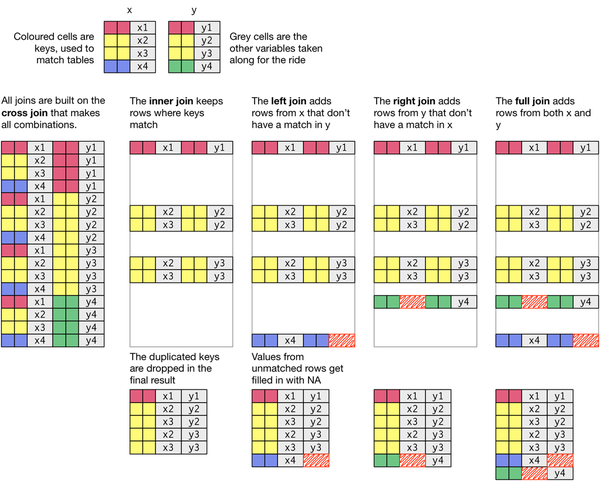 x y
Coloured cells are
keys, used to
match tables
x1
x2
x3
x4
y1
y2
y3
y4
Grey cells are the
other variables taken
along for the ride
All joins are built on the
cross join that makes
all combinations.
x1 y1
x2 y1
x3 y1
x4 y1
x1 y2
x2 y2
x3 y2
x4 y2
x1 y3
x2 y3
x3 y3
x4 y3
x1 y4
x2 y4
x3 y4
x4 y4
The inner join keeps
rows where keys
match
x1 y1
x2 y2
x3 y2
x2 y3
x3 y3
The duplicated keys
are dropped in the
final result
x1 y1
x2 y2
x3 y2
x2 y3
x3 y3
The left join adds
rows from x that don't
have a match in y
x1 y1
x2 y2
x3 y2
x2 y3
x3 y3
x4
Values from
unmatched rows get
filled in with NA
x1 y1
x2 y2
x3 y2
x2 y3
x3 y3
x4
The right join adds
rows from y that don't
have a match in x
x1 y1
x2 y2
x3 y2
x2 y3
x3 y3
y4
x1 y1
x2 y2
x3 y2
x2 y3
x3 y3
y4
The full join adds
rows from both x and
y
x1 y1
x2 y2
x3 y2
x2 y3
x3 y3
y4
x4
x1 y1
x2 y2
x3 y2
x2 y3
x3 y3
x4
y4